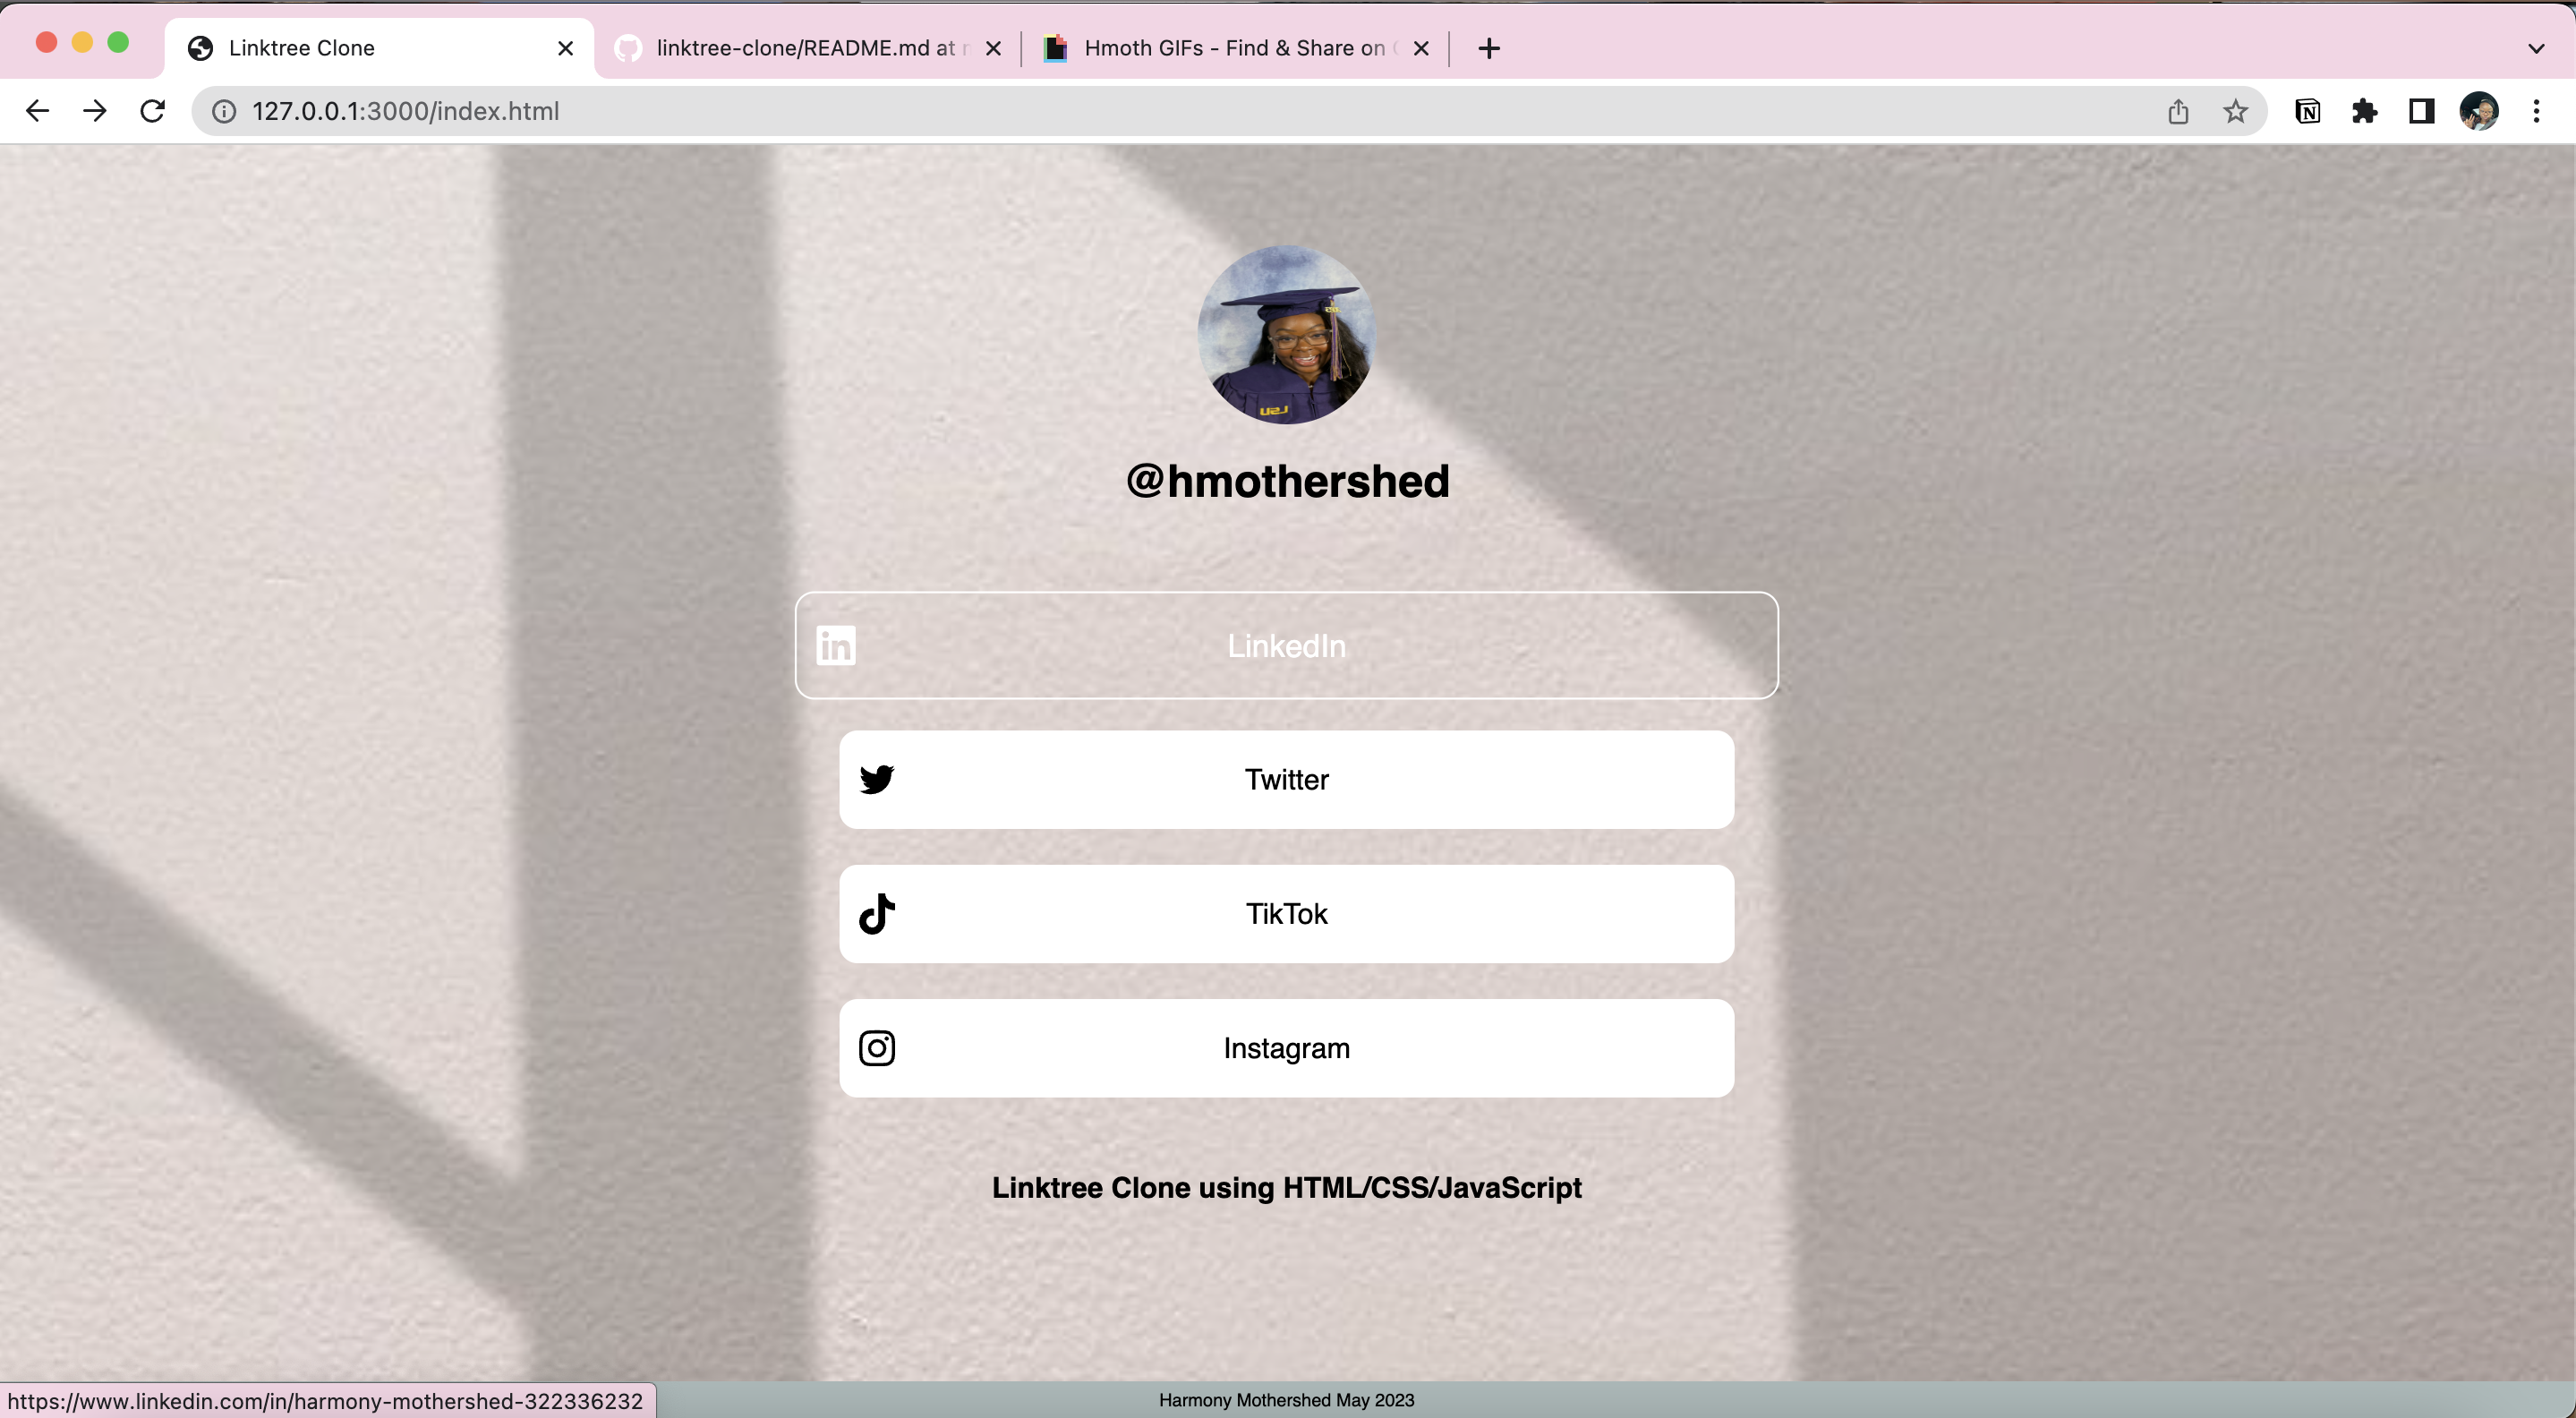 Linktree Clone
linktree-clone/README.md at
Hmoth GIFs - Find & Share on
127.0.0.1:3000/index.html
@hmothershed
in
LinkedIn
Twitter
TikTok
Instagram
Linktree Clone using HTML/CSS/JavaScript
https://www.linkedin.com/in/harmony-mothershed-322336232
Harmony Mothershed May 2023